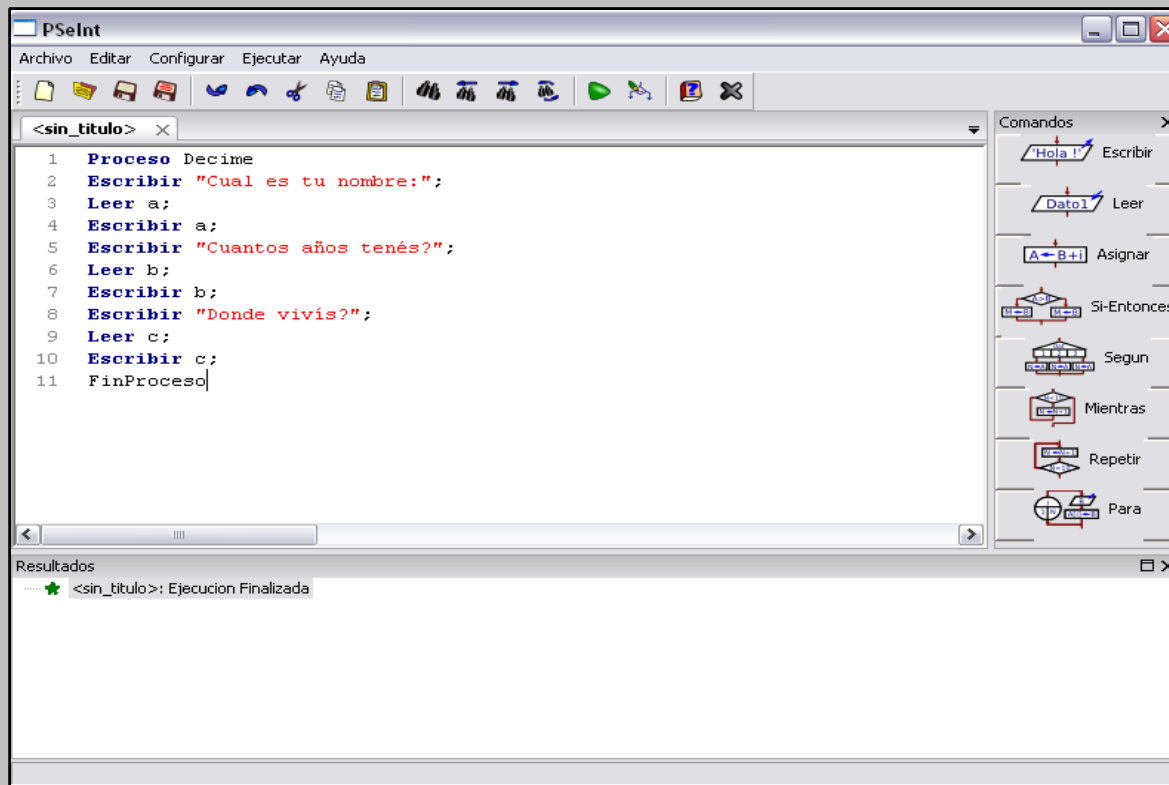 PSeInt
Archivo Editar Configurar Ejecutar Ayuda
<sin_titulo>
1 Proceso Decime
2 Escribir "Cual es tu nombre:";
3 Leer a;
4 Escribir a;
5 Escribir "Cuantos años tenés?";
6 Leer b;
7 Escribir b;
8 Escribir "Donde vivís?";
9 Leer c;
10 Escribir c;
11 FinProceso
Comandos
'Hola !' Escribir
Dato1 Leer
A B+i Asignar
Si-Entonces
Segun
Mientras
Repetir
Para
Resultados
<sin_titulo>: Ejecucion Finalizada